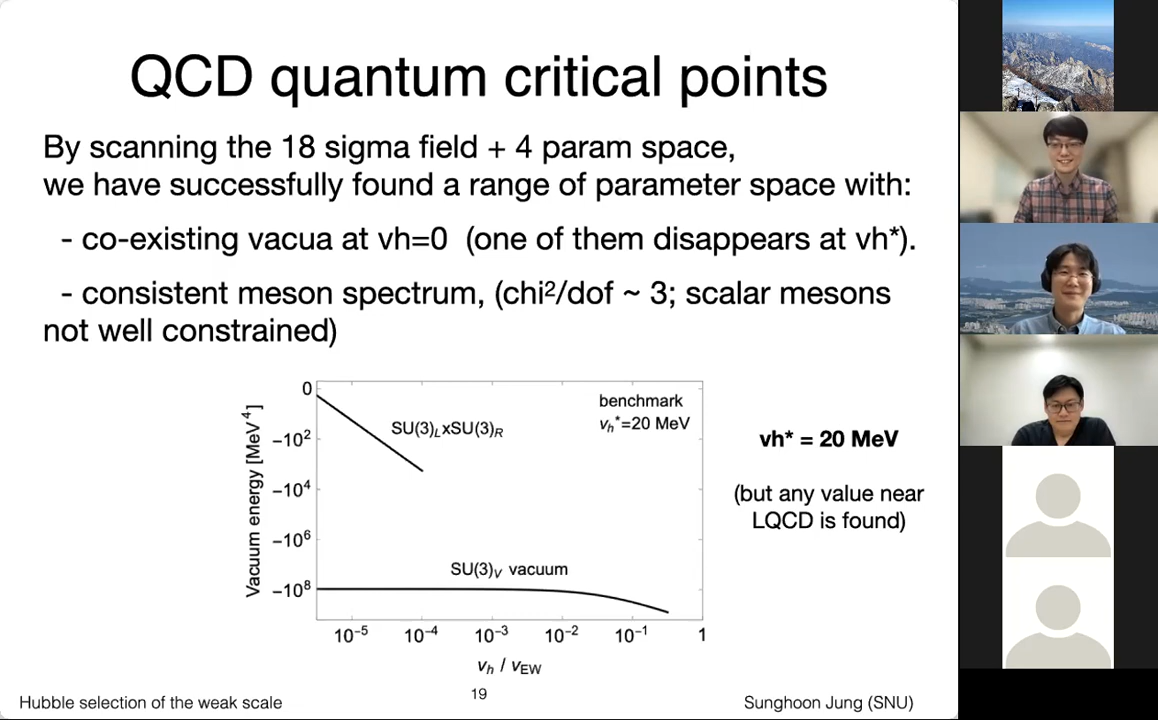 QCD quantum critical points
By scanning the 18 sigma field + 4 param space,
we have successfully found a range of parameter space with:
- co-existing vacua at vh=0 (one of them disappears at vh*).
- consistent meson spectrum, (chi²/dof ~ 3; scalar mesons
not well constrained)
Vacuum energy [MeV⁴]
0
−10²
−10⁴
−10⁶
−10⁸
SU(3)LxSU(3)R
benchmark
vh*=20 MeV
SU(3)V vacuum
10⁻⁵ 10⁻⁴ 10⁻³ 10⁻² 10⁻¹ 1
vh / vEW
vh* = 20 MeV
(but any value near
LQCD is found)
Hubble selection of the weak scale
19
Sunghoon Jung (SNU)